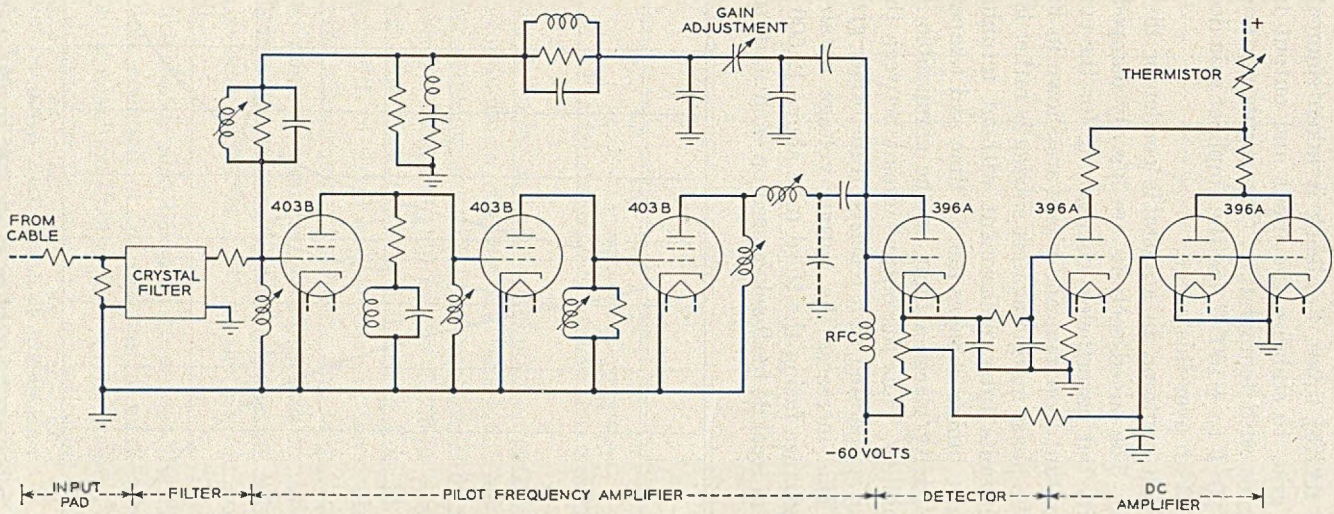 GAIN
ADJUSTMENT
+
THERMISTOR
FROM
CABLE
403B
403B
403B
396A
396A
396A
CRYSTAL
FILTER
RFC
-60 VOLTS
INPUT
PAD
FILTER
PILOT FREQUENCY AMPLIFIER
DETECTOR
DC
AMPLIFIER